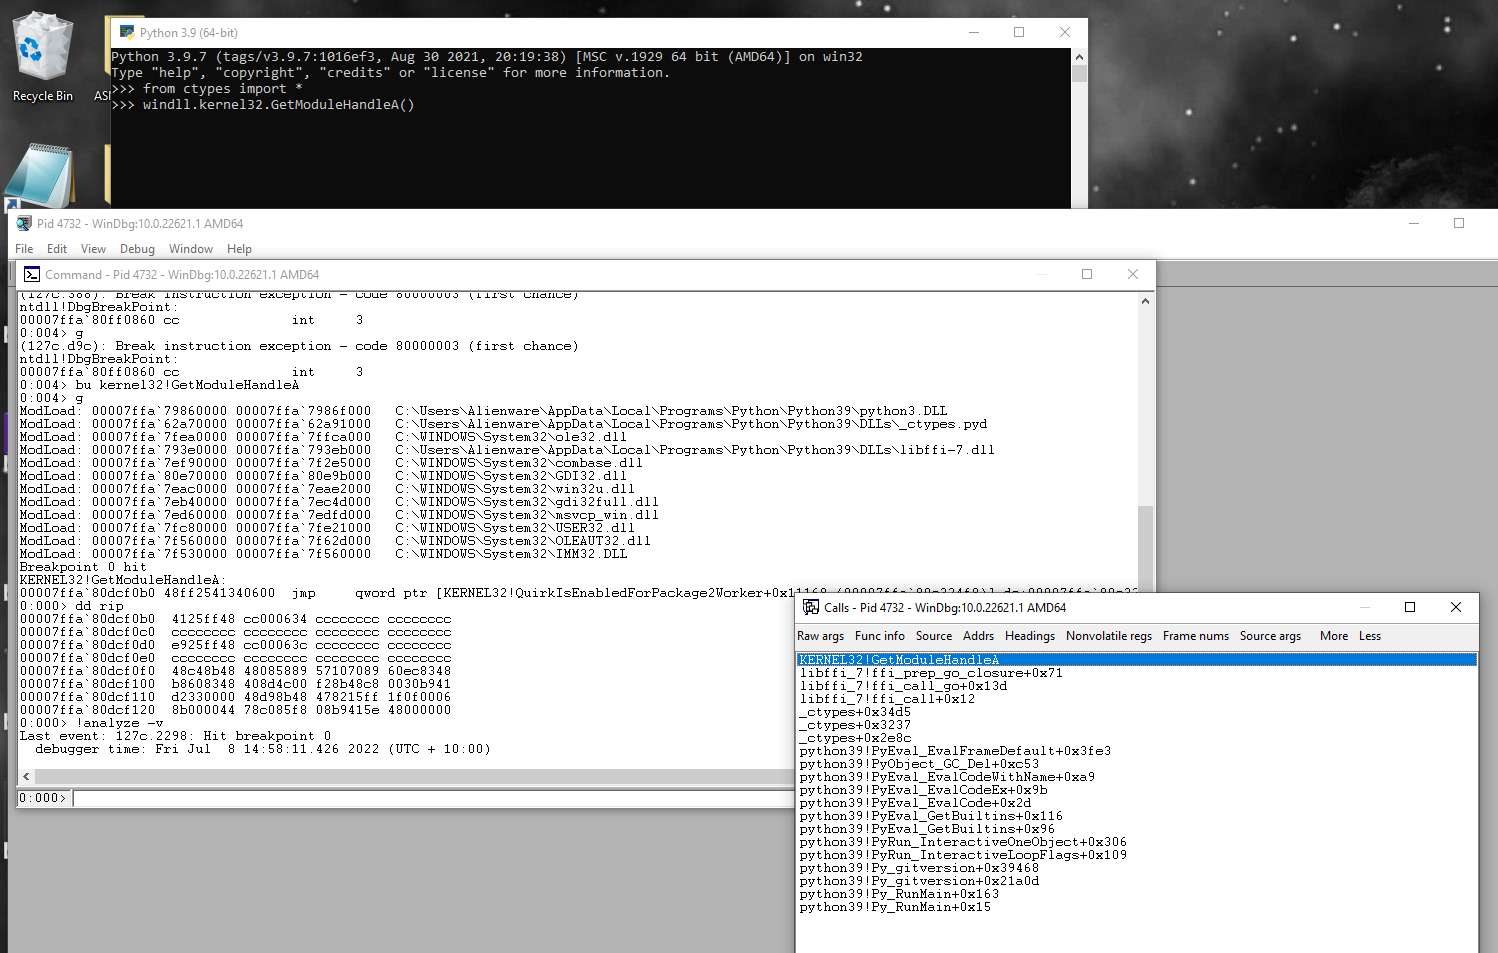 Recycle Bin
Python 3.9 (64-bit)
Python 3.9.7 (tags/v3.9.7:1016ef3, Aug 30 2021, 20:19:38) [MSC v.1929 64 bit (AMD64)] on win32
Type "help", "copyright", "credits" or "license" for more information.
>>> from ctypes import *
>>> windll.kernel32.GetModuleHandleA()
Pid 4732 - WinDbg:10.0.22621.1 AMD64
File Edit View Debug Window Help
Command - Pid 4732 - WinDbg:10.0.22621.1 AMD64
(127c.388): Break instruction exception - code 80000003 (first chance)
ntdll!DbgBreakPoint:
00007ffa`80ff0860 cc int 3
0:004> g
(127c.d9c): Break instruction exception - code 80000003 (first chance)
ntdll!DbgBreakPoint:
00007ffa`80ff0860 cc int 3
0:004> bu kernel32!GetModuleHandleA
0:004> g
ModLoad: 00007ffa`79860000 00007ffa`7986f000 C:\Users\Alienware\AppData\Local\Programs\Python\Python39\python3.DLL
ModLoad: 00007ffa`62a70000 00007ffa`62a91000 C:\Users\Alienware\AppData\Local\Programs\Python\Python39\DLLs\_ctypes.pyd
ModLoad: 00007ffa`7fea0000 00007ffa`7ffca000 C:\WINDOWS\System32\ole32.dll
ModLoad: 00007ffa`793e0000 00007ffa`793eb000 C:\Users\Alienware\AppData\Local\Programs\Python\Python39\DLLs\libffi-7.dll
ModLoad: 00007ffa`7ef90000 00007ffa`7f2e5000 C:\WINDOWS\System32\combase.dll
ModLoad: 00007ffa`80e70000 00007ffa`80e9b000 C:\WINDOWS\System32\GDI32.dll
ModLoad: 00007ffa`7eac0000 00007ffa`7eae2000 C:\WINDOWS\System32\win32u.dll
ModLoad: 00007ffa`7eb40000 00007ffa`7ec4d000 C:\WINDOWS\System32\gdi32full.dll
ModLoad: 00007ffa`7ed60000 00007ffa`7edfd000 C:\WINDOWS\System32\msvcp_win.dll
ModLoad: 00007ffa`7fc80000 00007ffa`7fe21000 C:\WINDOWS\System32\USER32.dll
ModLoad: 00007ffa`7f560000 00007ffa`7f62d000 C:\WINDOWS\System32\OLEAUT32.dll
ModLoad: 00007ffa`7f530000 00007ffa`7f560000 C:\WINDOWS\System32\IMM32.DLL
Breakpoint 0 hit
KERNEL32!GetModuleHandleA:
00007ffa`80dcf0b0 48ff2541340600 jmp qword ptr [KERNEL32!QuirkIsEnabledForPackage2Worker+0x11168
0:000> dd rip
00007ffa`80dcf0b0 4125ff48 cc000634 cccccccc cccccccc
00007ffa`80dcf0c0 cccccccc cccccccc cccccccc cccccccc
00007ffa`80dcf0d0 e925ff48 cc00063c cccccccc cccccccc
00007ffa`80dcf0e0 cccccccc cccccccc cccccccc cccccccc
00007ffa`80dcf0f0 48c48b48 48085889 57107089 60ec8348
00007ffa`80dcf100 b8608348 408d4c00 f28b48c8 0030b941
00007ffa`80dcf110 d2330000 48d98b48 478215ff 1f0f0006
00007ffa`80dcf120 8b000044 78c085f8 08b9415e 48000000
0:000> !analyze -v
Last event: 127c.2298: Hit breakpoint 0
debugger time: Fri Jul 8 14:58:11.426 2022 (UTC + 10:00)
0:000>
Calls - Pid 4732 - WinDbg:10.0.22621.1 AMD64
Raw args Func info Source Addrs Headings Nonvolatile regs Frame nums Source args More Less
KERNEL32!GetModuleHandleA
libffi_7!ffi_prep_go_closure+0x71
libffi_7!ffi_call_go+0x13d
libffi_7!ffi_call+0x12
_ctypes+0x34d5
_ctypes+0x3237
_ctypes+0x2e8c
python39!PyEval_EvalFrameDefault+0x3fe3
python39!PyObject_GC_Del+0xc53
python39!PyEval_EvalCodeWithName+0xa9
python39!PyEval_EvalCodeEx+0x9b
python39!PyEval_EvalCode+0x2d
python39!PyEval_GetBuiltins+0x116
python39!PyEval_GetBuiltins+0x96
python39!PyRun_InteractiveOneObject+0x306
python39!PyRun_InteractiveLoopFlags+0x109
python39!Py_gitversion+0x39468
python39!Py_gitversion+0x21a0d
python39!Py_RunMain+0x163
python39!Py_RunMain+0x15